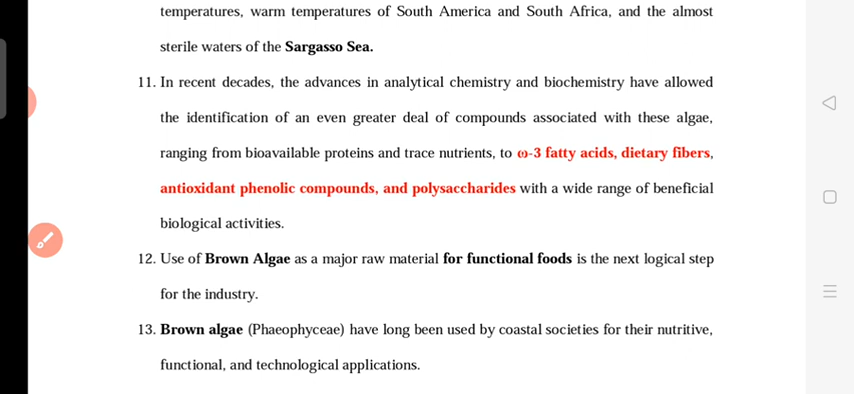 temperatures, warm temperatures of South America and South Africa, and the almost
sterile waters of the Sargasso Sea.
11. In recent decades, the advances in analytical chemistry and biochemistry have allowed
the identification of an even greater deal of compounds associated with these algae,
ranging from bioavailable proteins and trace nutrients, to ω-3 fatty acids, dietary fibers,
antioxidant phenolic compounds, and polysaccharides with a wide range of beneficial
biological activities.
12. Use of Brown Algae as a major raw material for functional foods is the next logical step
for the industry.
13. Brown algae (Phaeophyceae) have long been used by coastal societies for their nutritive,
functional, and technological applications.